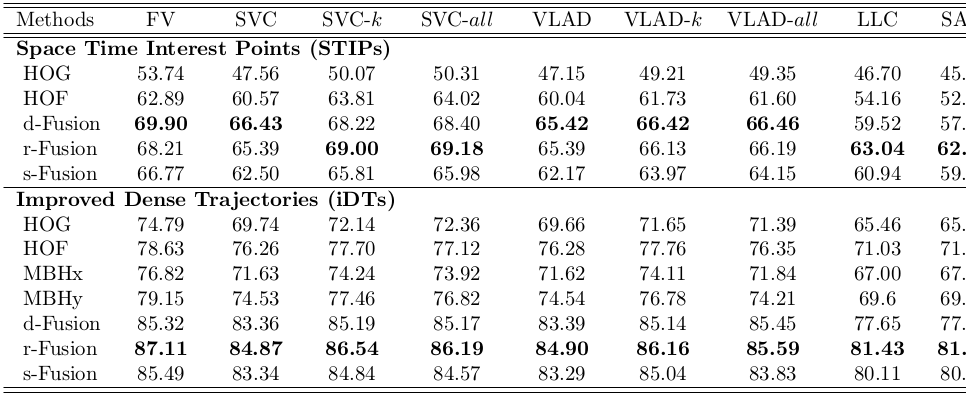 Methods FV SVC SVC-k SVC-all VLAD VLAD-k VLAD-all LLC SA
Space Time Interest Points (STIPs)
HOG 53.74 47.56 50.07 50.31 47.15 49.21 49.35 46.70 45.
HOF 62.89 60.57 63.81 64.02 60.04 61.73 61.60 54.16 52.
d-Fusion 69.90 66.43 68.22 68.40 65.42 66.42 66.46 59.52 57.
r-Fusion 68.21 65.39 69.00 69.18 65.39 66.13 66.19 63.04 62.
s-Fusion 66.77 62.50 65.81 65.98 62.17 63.97 64.15 60.94 59.
Improved Dense Trajectories (iDTs)
HOG 74.79 69.74 72.14 72.36 69.66 71.65 71.39 65.46 65.
HOF 78.63 76.26 77.70 77.12 76.28 77.76 76.35 71.03 71.
MBHx 76.82 71.63 74.24 73.92 71.62 74.11 71.84 67.00 67.
MBHy 79.15 74.53 77.46 76.82 74.54 76.78 74.21 69.6 69.
d-Fusion 85.32 83.36 85.19 85.17 83.39 85.14 85.45 77.65 77.
r-Fusion 87.11 84.87 86.54 86.19 84.90 86.16 85.59 81.43 81.
s-Fusion 85.49 83.34 84.84 84.57 83.29 85.04 83.83 80.11 80.